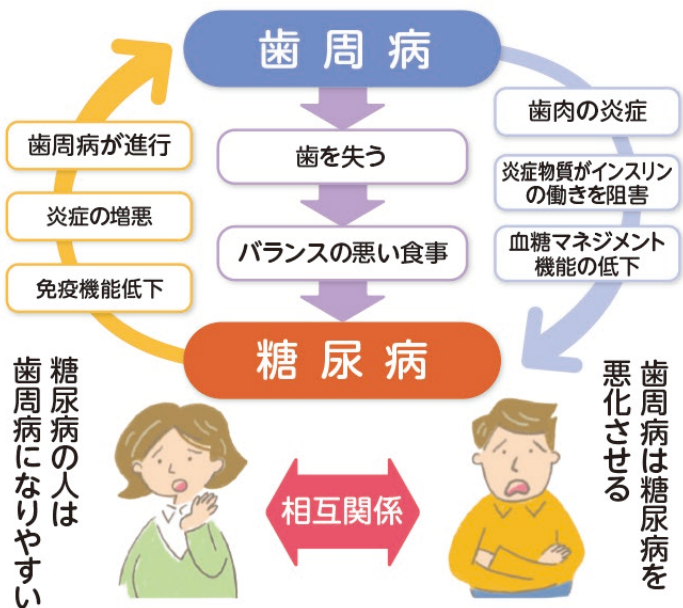 歯周病
歯周病が進行
炎症の増悪
免疫機能低下
歯を失う
バランスの悪い食事
歯肉の炎症
炎症物質がインスリン
の働きを阻害
血糖マネジメント
機能の低下
糖尿病
糖尿病の人は
歯周病になりやすい
相互関係
歯周病は糖尿病を
悪化させる